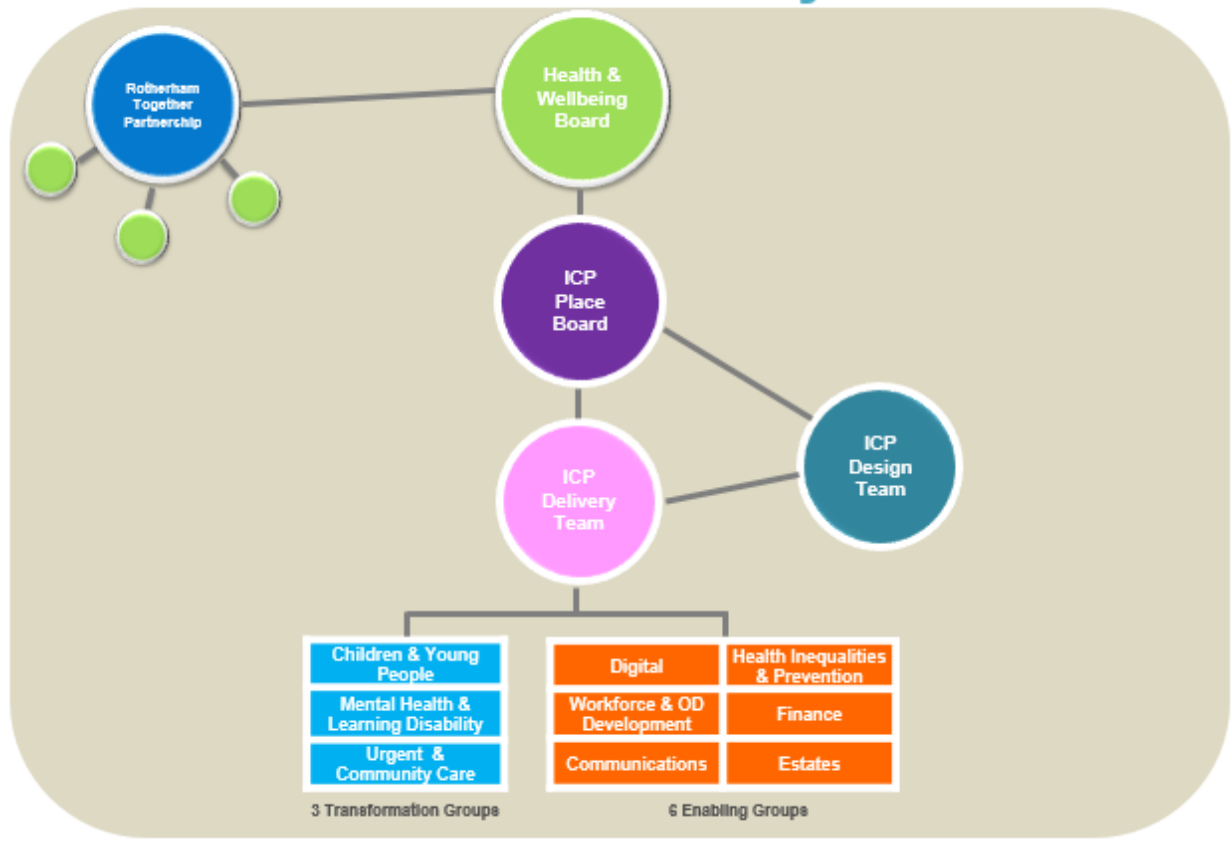 Rotherham
Together
Partnership
Health &
Wellbeing
Board
ICP
Place
Board
ICP
Design
Team
ICP
Delivery
Team
Children & Young
People
Mental Health &
Learning Disability
Urgent &
Community Care
3 Transformation Groups
Digital
Health Inequalities
& Prevention
Workforce & OD
Development
Finance
Communications
Estates
6 Enabling Groups